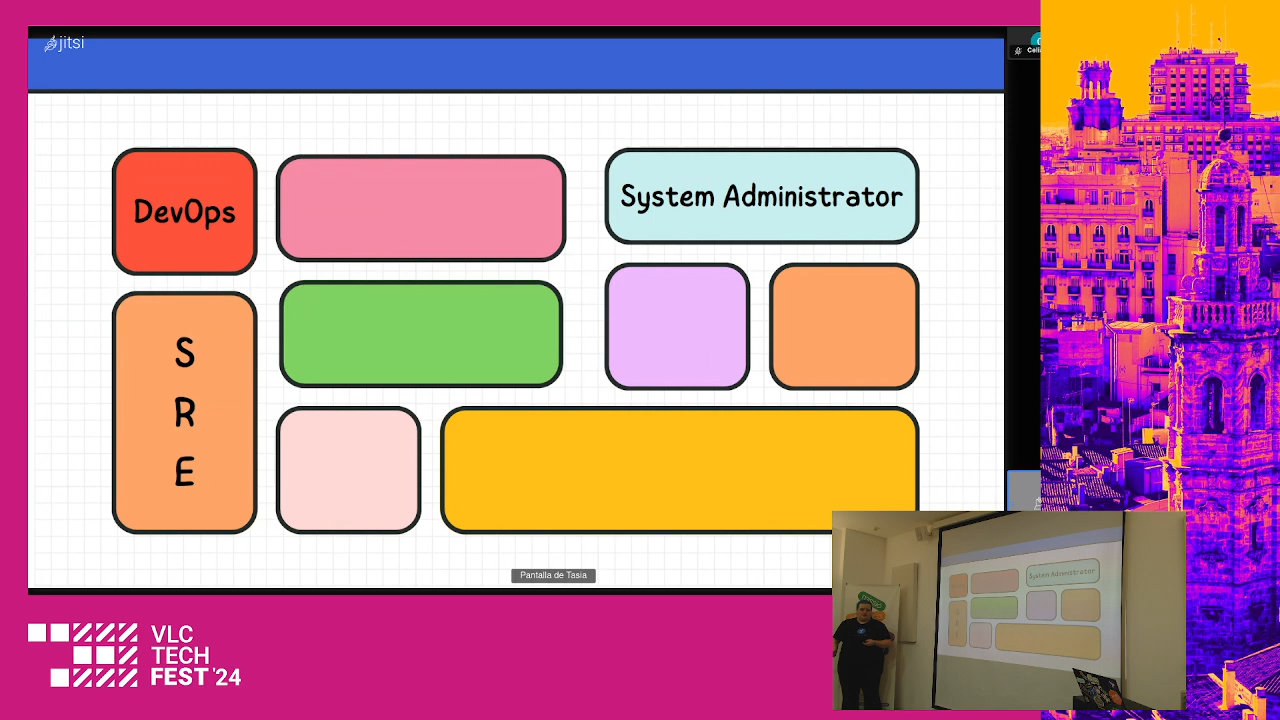 jitsi
DevOps
System Administrator
S
R
E
Pantalla de Tasia
System Administrator
VLC
TECH
FEST '24